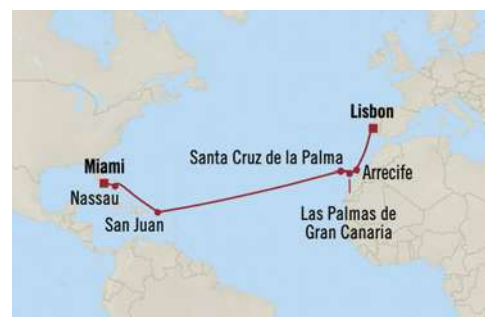 Lisbon
Santa Cruz de la Palma
Arrecife
Miami
Nassau
San Juan
Las Palmas de
Gran Canaria